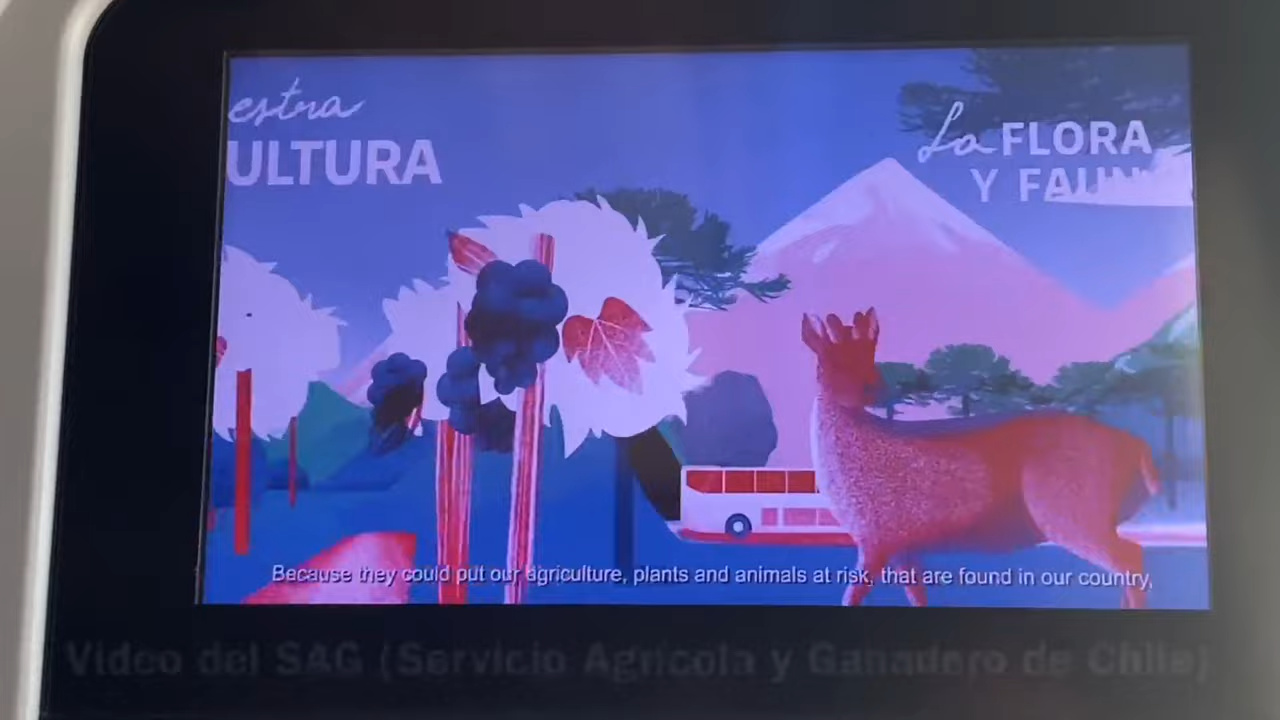 estra
ULTURA
La FLORA
Y FAUN
Because they could put our agriculture, plants and animals at risk, that are found in our country,
Video del SAG (Servicio Agrícola y Ganadero de Chile)